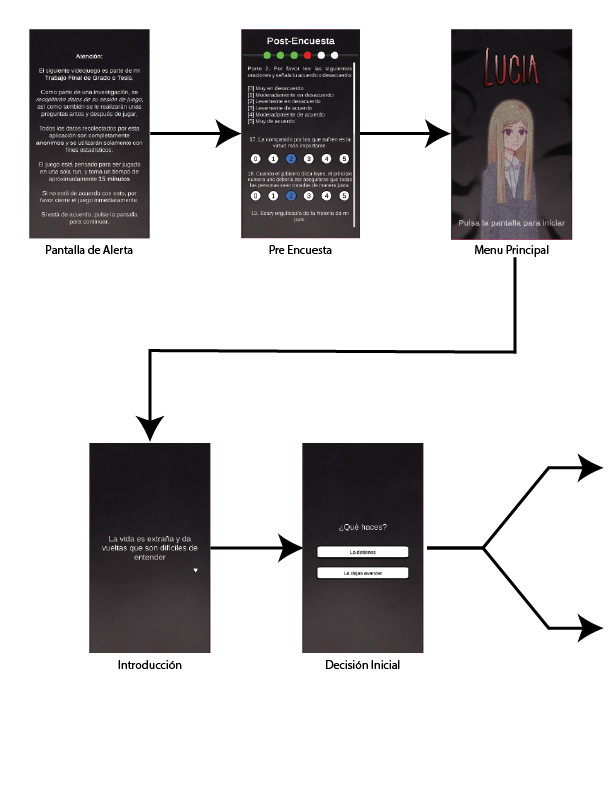 Atención:
El siguiente videojuego es parte de mi
Trabajo Final de Grado o Tesis.
Como parte de una investigación, se
recopilarán datos de su sesión de juego,
así como también se le realizarán unas
preguntas antes y después de jugar.
Todos los datos recolectados por esta
aplicación son completamente
anonimos y se utilizarán solamente con
fines estadísticos.
El juego está pensado para ser jugado
en una sola run, y toma un tiempo de
aproximadamente 15 minutos
Si no está de acuerdo con esto, por
favor cierre el juego inmediatamente.
Si está de acuerdo, pulse la pantalla
para continuar.
Pantalla de Alerta
Post-Encuesta
Parte 2. Por favor lee las siguientes
oraciones y señala tu acuerdo o desacuerdo:
[0] Muy en desacuerdo
[1] Moderadamente en desacuerdo
[2] Levemente en desacuerdo
[3] Levemente de acuerdo
[4] Moderadamente de acuerdo
[5] Muy de acuerdo
17. La compasión por los que sufren es la
virtud más importante.
0 1 2 3 4 5
18. Cuando el gobierno dicta leyes, el principio
número uno debería ser asegurarse que todas
las personas sean tratadas de manera justa.
0 1 2 3 4 5
19. Estoy orgulloso/a de la historia de mi
país.
Pre Encuesta
LUCIA
Pulsa la pantalla para iniciar
Menu Principal
La vida es extraña y da
vueltas que son difíciles de
entender
Introducción
¿Qué haces?
La detienes
La dejas avanzar
Decisión Inicial